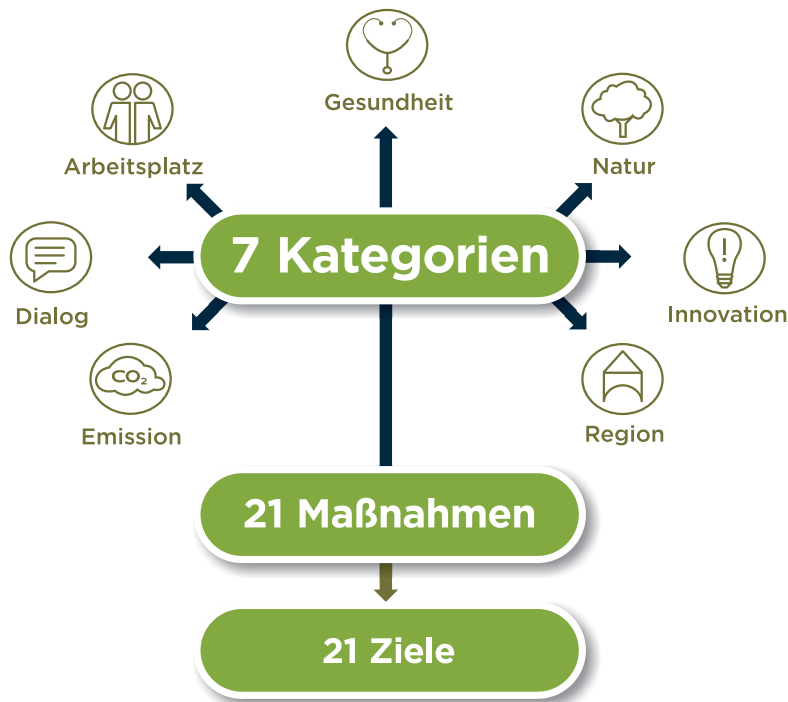 Gesundheit
Arbeitsplatz
Natur
7 Kategorien
Dialog
Innovation
CO₂
Emission
Region
21 Maßnahmen
21 Ziele